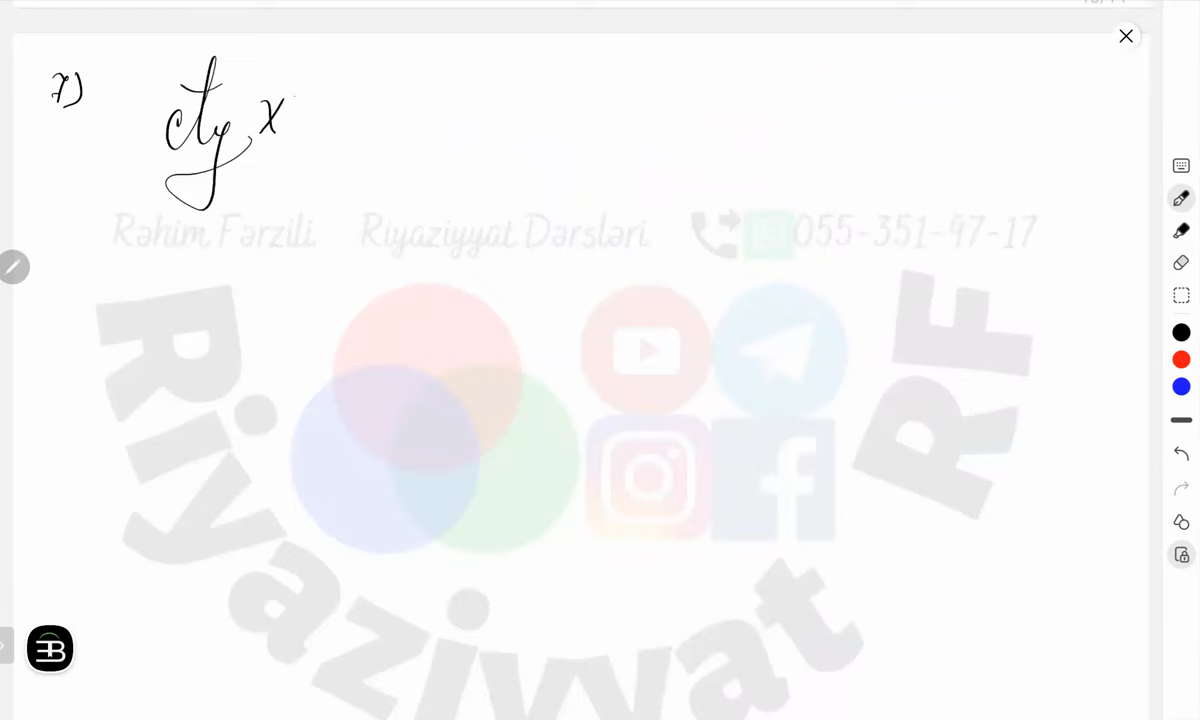 7) ctg x
Rəhim Fərzili Riyaziyyat Dərsləri 055-351-97-17
Riyaziyyat RF